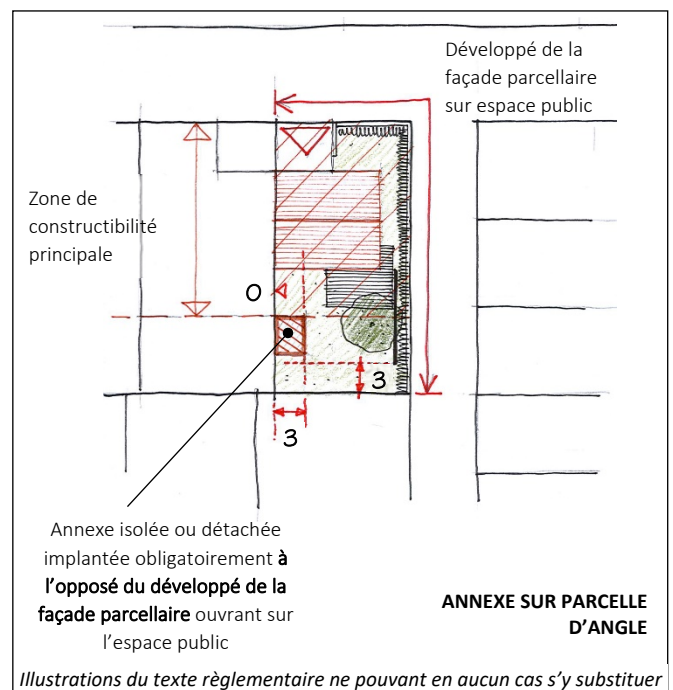 Développé de la
façade parcellaire
sur espace public
Zone de
constructibilité
principale
0
3
3
Annexe isolée ou détachée
implantée obligatoirement à
l'opposé du développé de la
façade parcellaire ouvrant sur
l'espace public
ANNEXE SUR PARCELLE
D'ANGLE
Illustrations du texte règlementaire ne pouvant en aucun cas s'y substituer